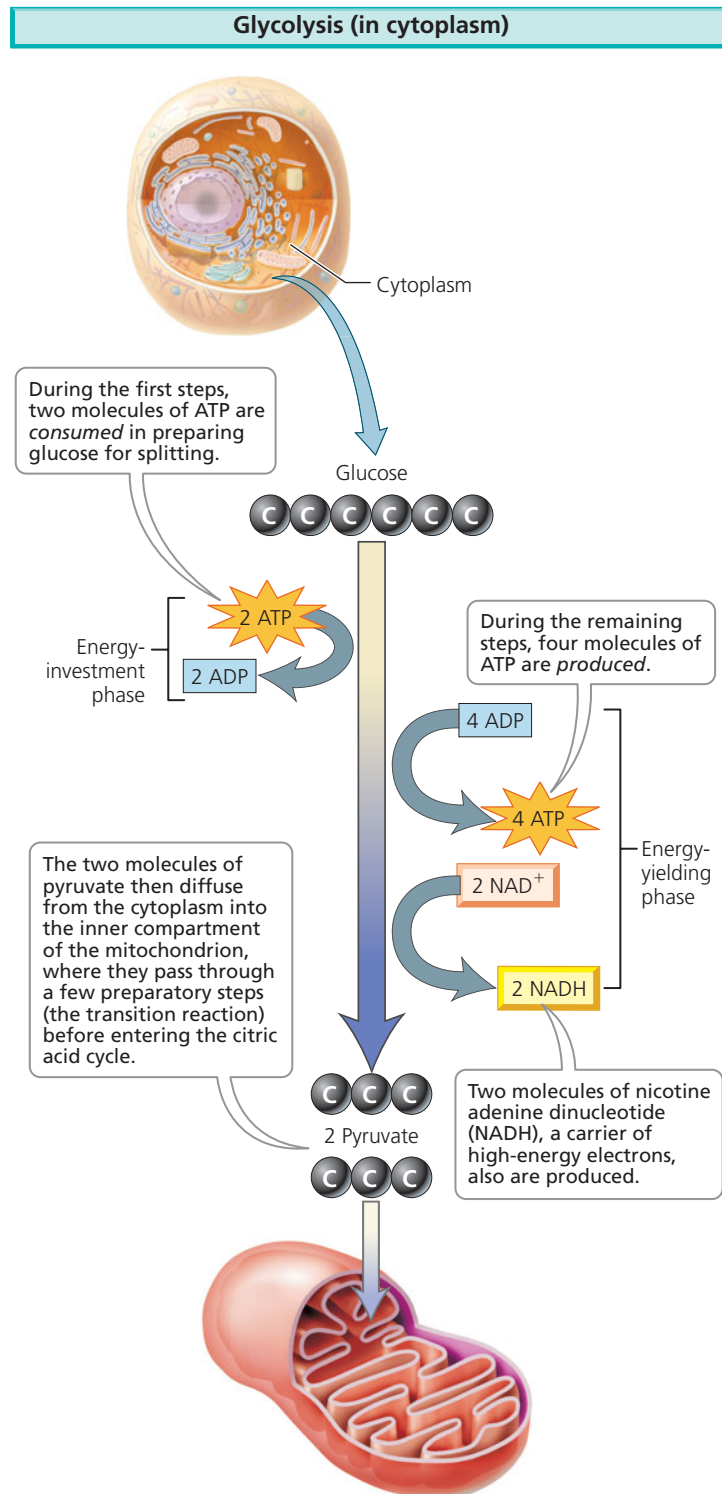 Glycolysis (in cytoplasm)
Cytoplasm
During the first steps,
two molecules of ATP are
consumed in preparing
glucose for splitting.
Glucose
C C C C C C
2 ATP
Energy-
investment
phase
2 ADP
During the remaining
steps, four molecules of
ATP are produced.
4 ADP
4 ATP
Energy-
yielding
phase
2 NAD+
2 NADH
The two molecules of
pyruvate then diffuse
from the cytoplasm into
the inner compartment
of the mitochondrion,
where they pass through
a few preparatory steps
(the transition reaction)
before entering the citric
acid cycle.
C C C
2 Pyruvate
C C C
Two molecules of nicotine
adenine dinucleotide
(NADH), a carrier of
high-energy electrons,
also are produced.